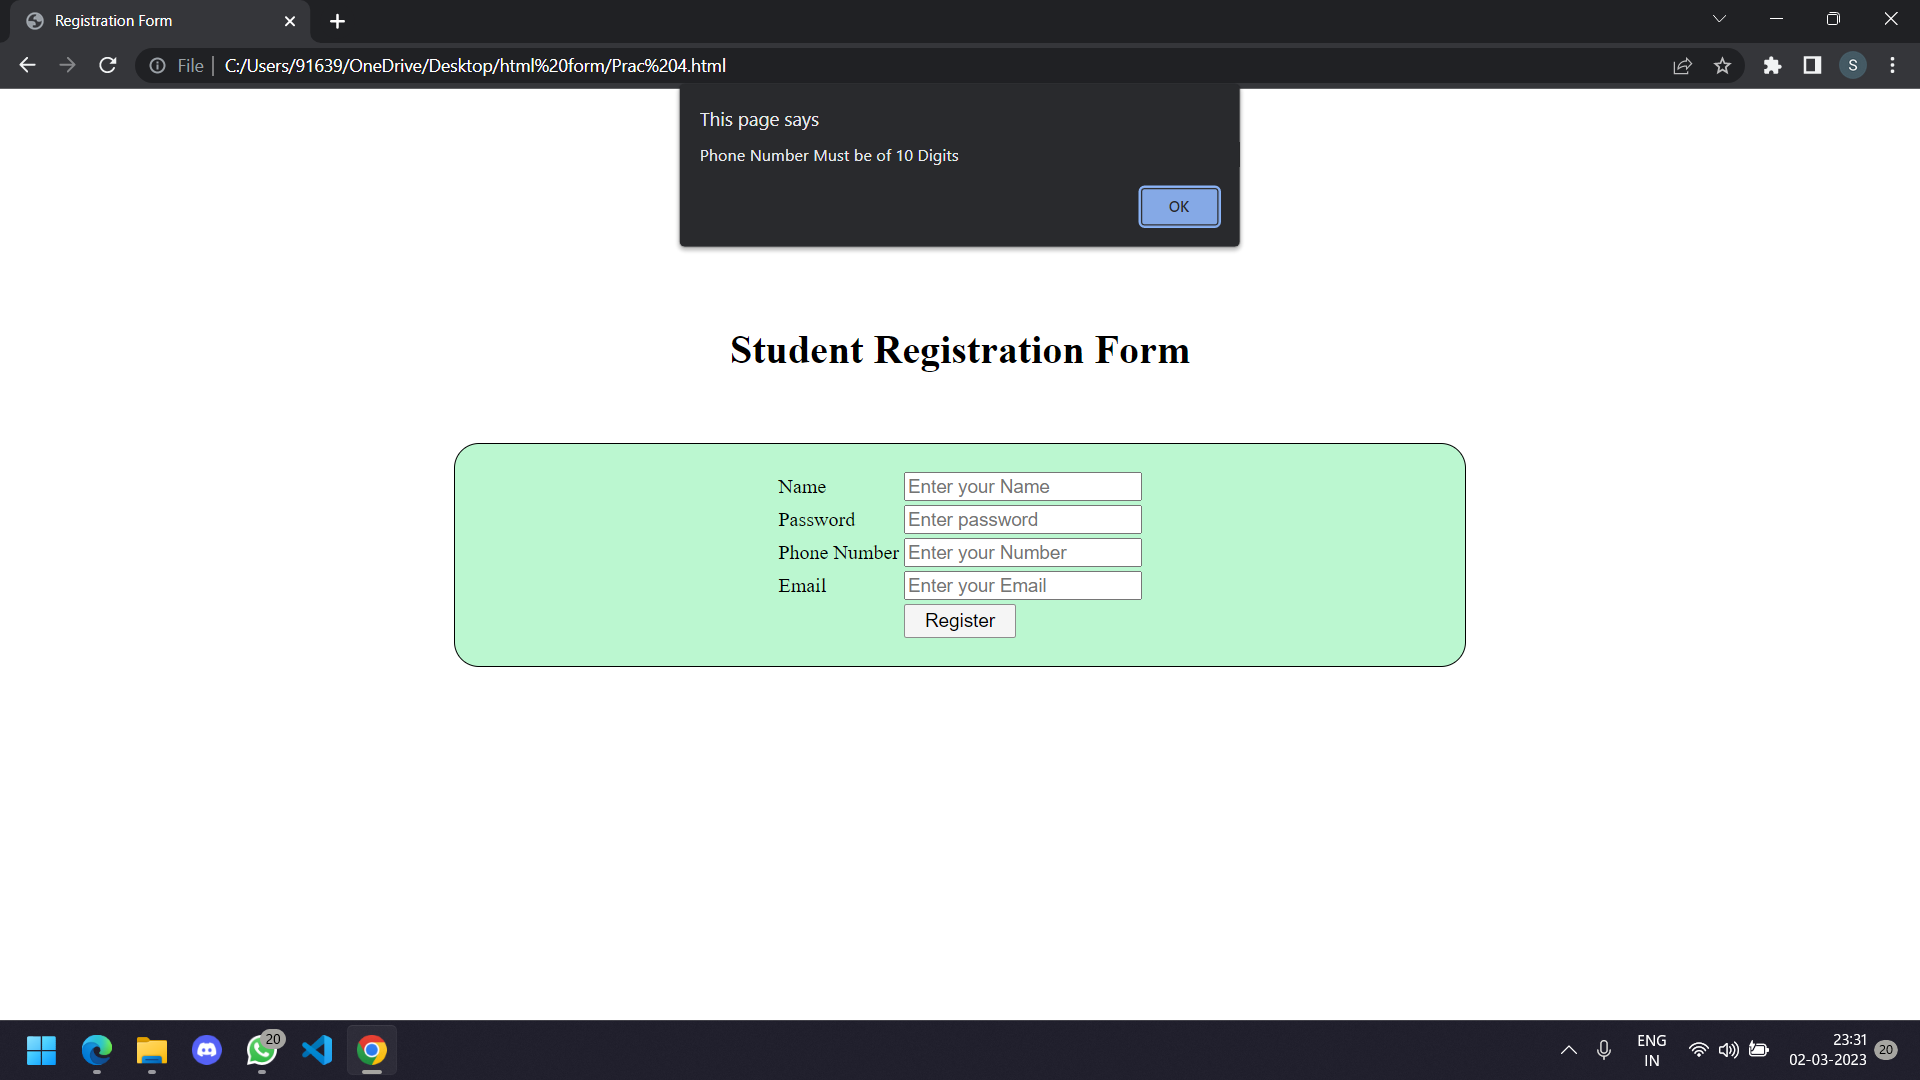 Registration Form
File | C:/Users/91639/OneDrive/Desktop/html%20form/Prac%204.html
S
This page says
Phone Number Must be of 10 Digits
OK
Student Registration Form
Name Enter your Name
Password Enter password
Phone Number Enter your Number
Email Enter your Email
Register
20
ENG
IN
23:31
02-03-2023
20